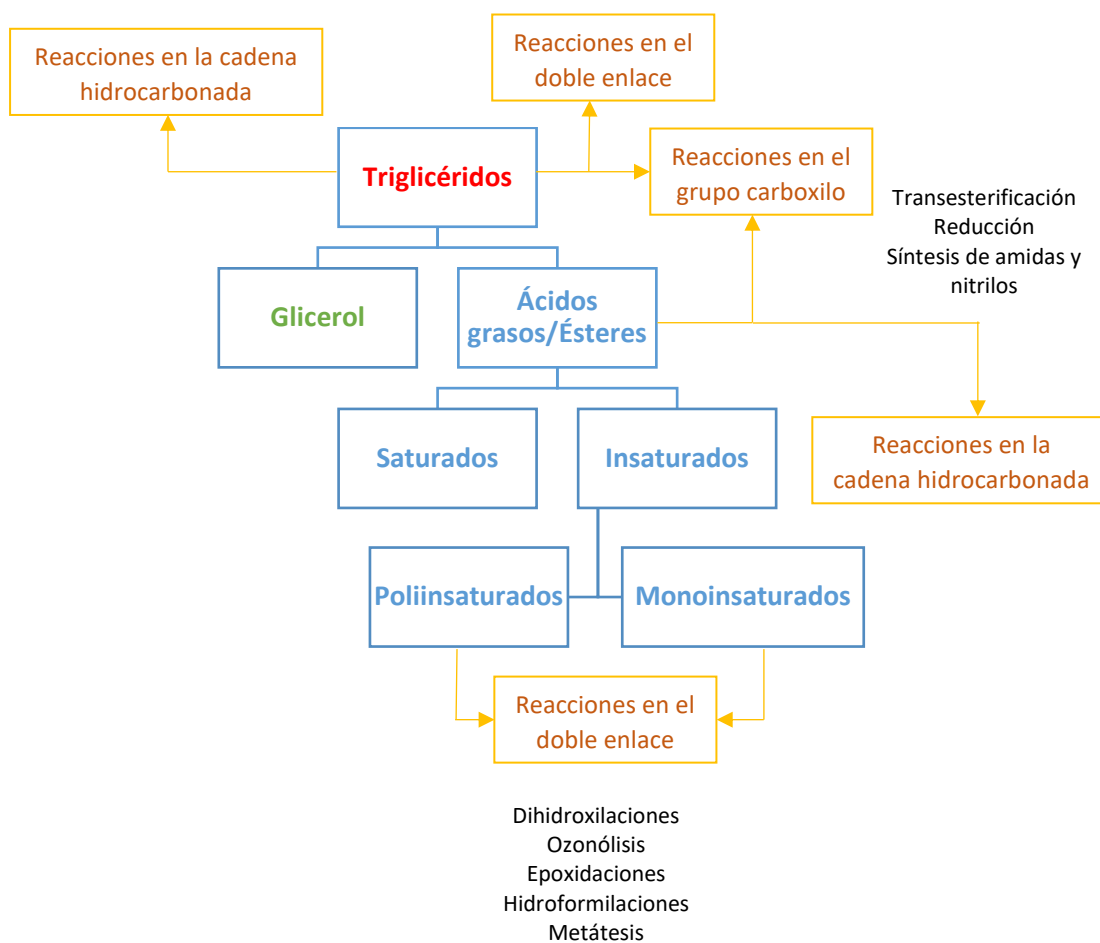 Reacciones en la cadena
hidrocarbonada
Reacciones en el
doble enlace
Triglicéridos
Reacciones en el
grupo carboxilo
Transesterificación
Reducción
Síntesis de amidas y
nitrilos
Glicerol
Ácidos
grasos/Ésteres
Saturados
Insaturados
Reacciones en la
cadena hidrocarbonada
Poliinsaturados
Monoinsaturados
Reacciones en el
doble enlace
Dihidroxilaciones
Ozonólisis
Epoxidaciones
Hidroformilaciones
Metátesis